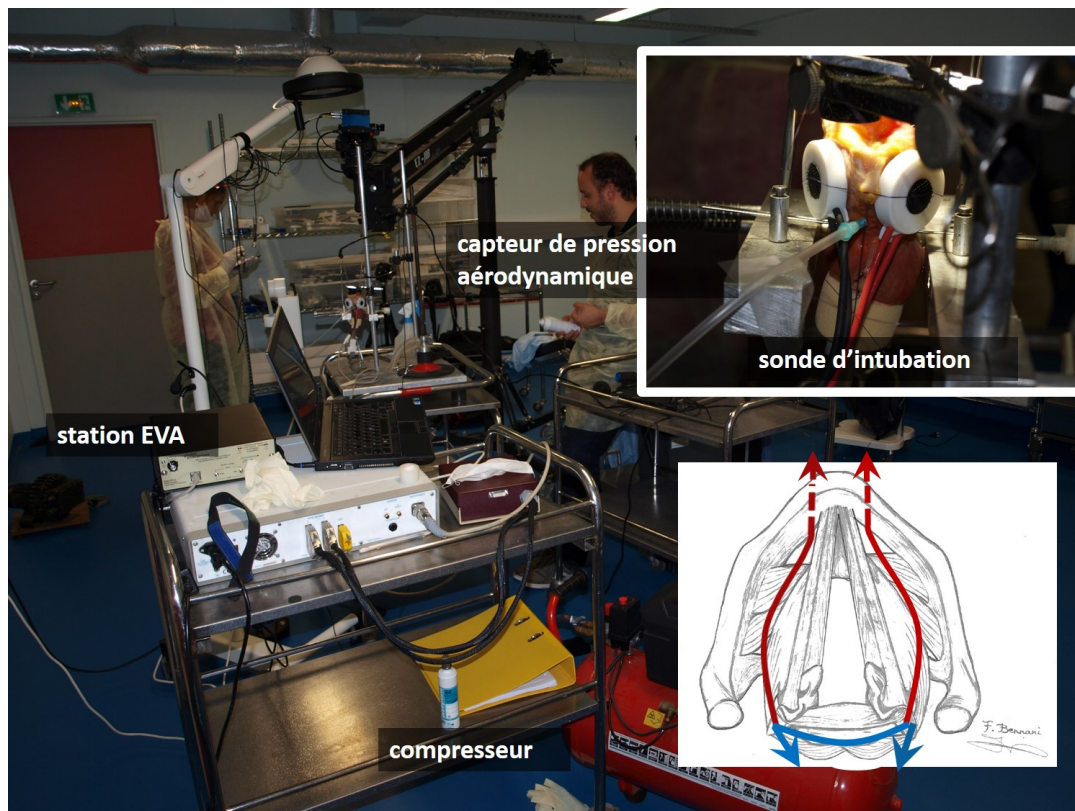 capteur de pression
aérodynamique
sonde d'intubation
station EVA
compresseur
F. Bennani